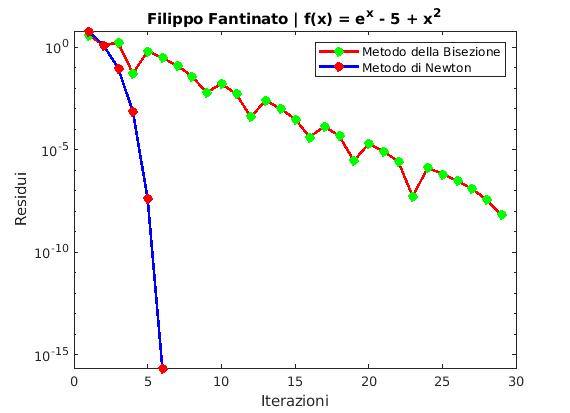 Filippo Fantinato | f(x) = e^x - 5 + x^2
Metodo della Bisezione
Metodo di Newton
Residui
10^0
10^-5
10^-10
10^-15
0 5 10 15 20 25 30
Iterazioni